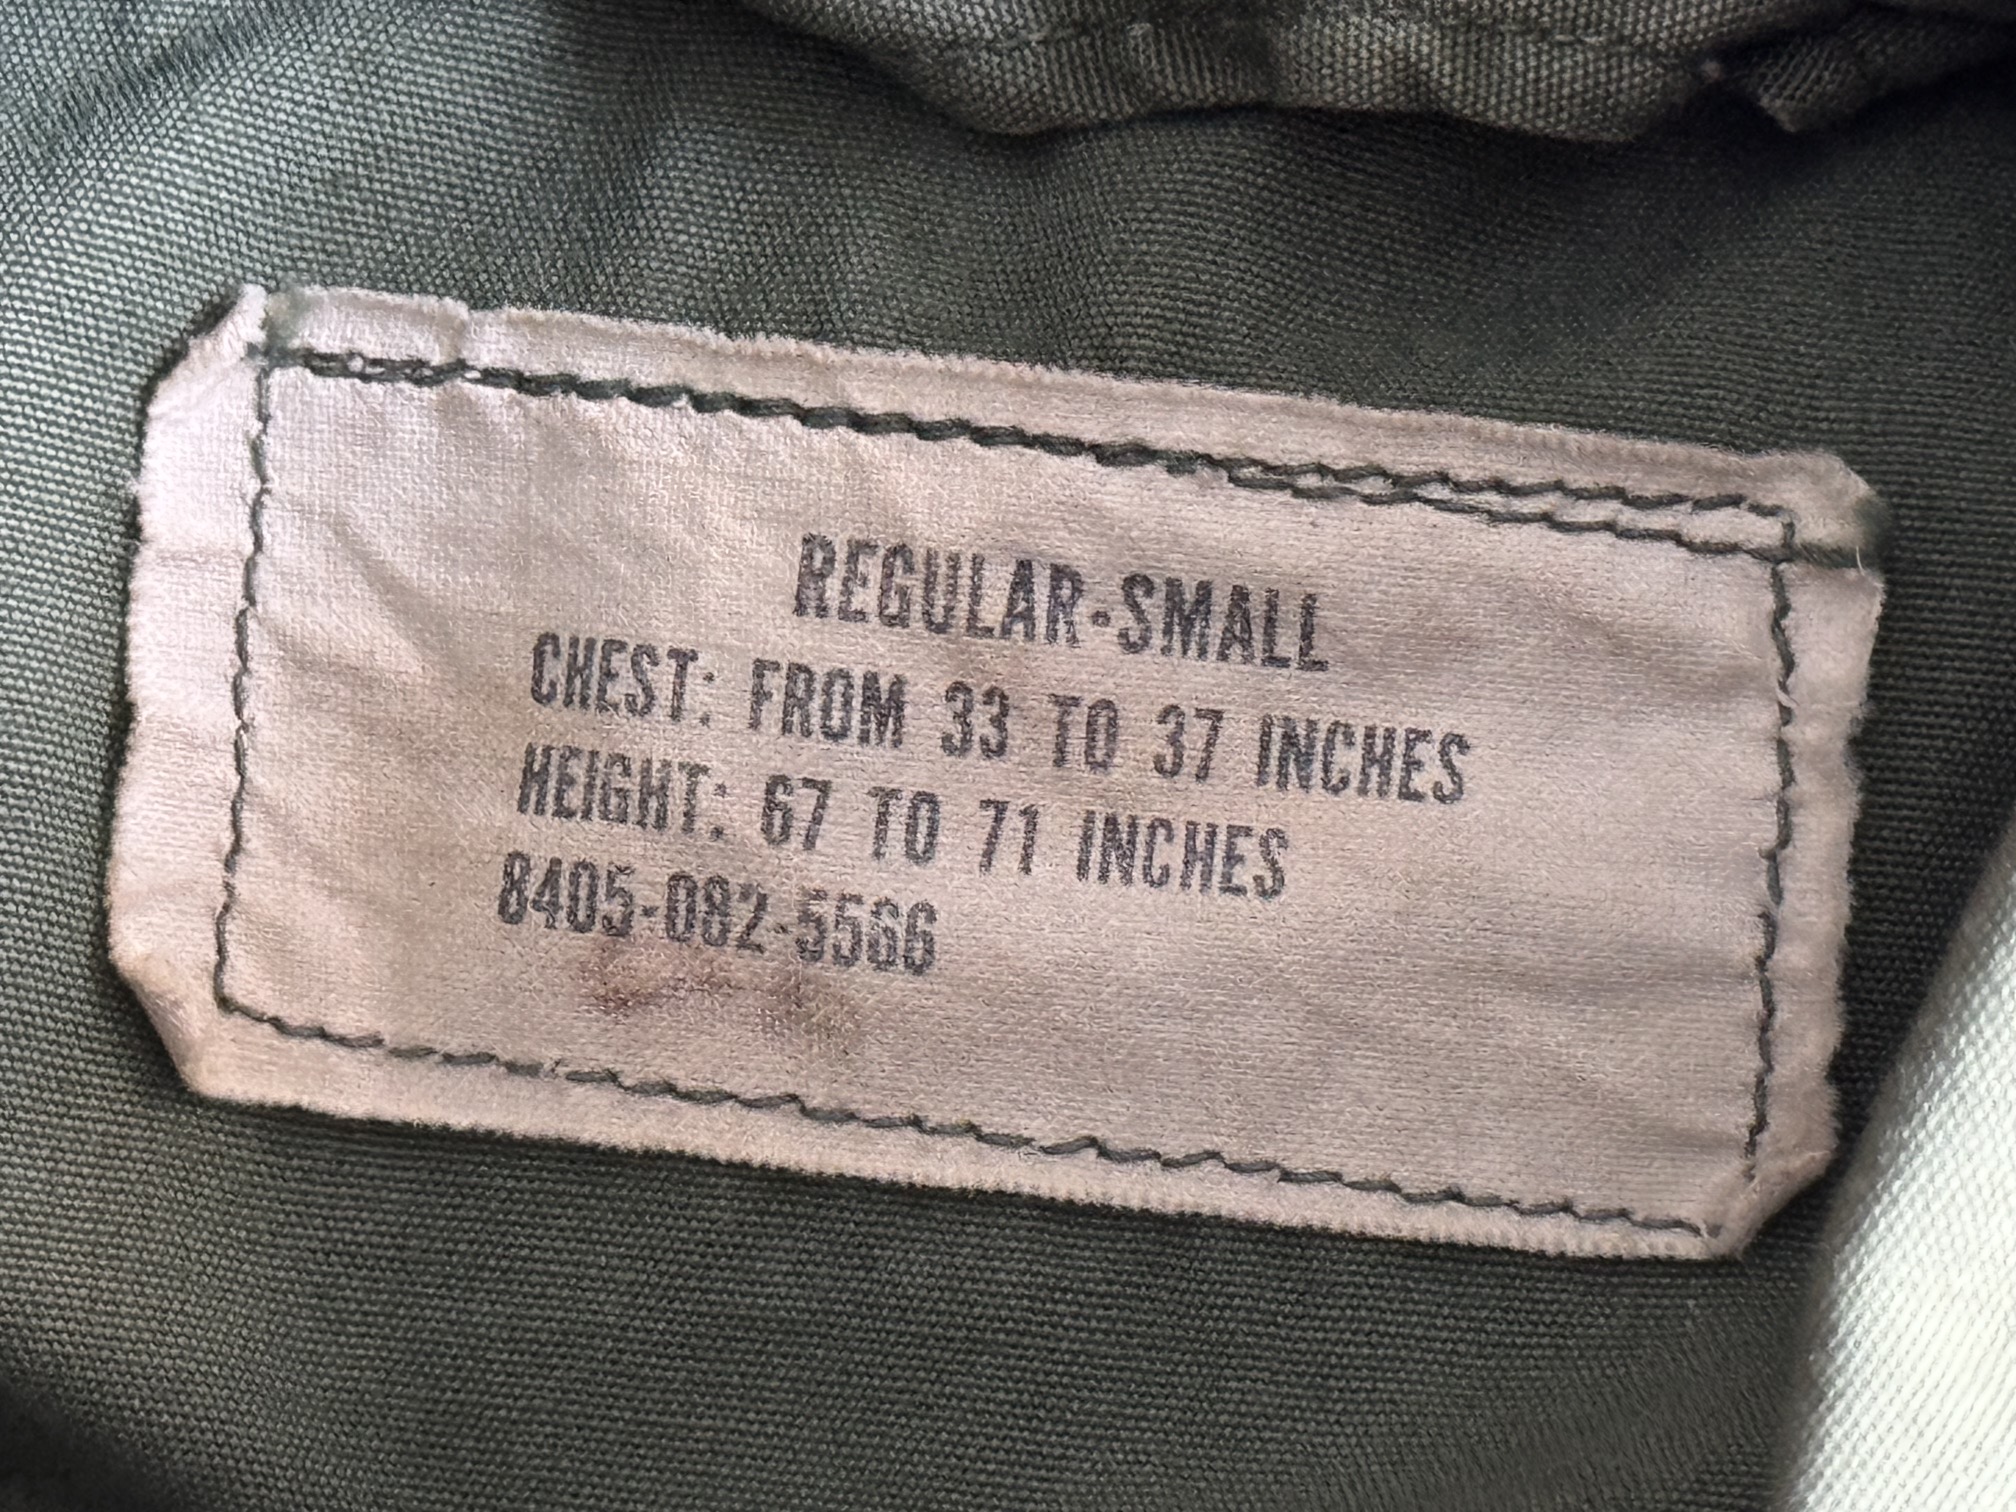 REGULAR-SMALL
CHEST: FROM 33 TO 37 INCHES
HEIGHT: 67 TO 71 INCHES
8405-082-5566